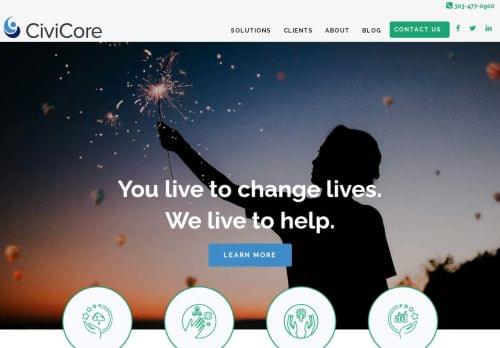 303-477-0900
CiviCore
SOLUTIONS CLIENTS ABOUT BLOG CONTACT US
You live to change lives.
We live to help.
LEARN MORE